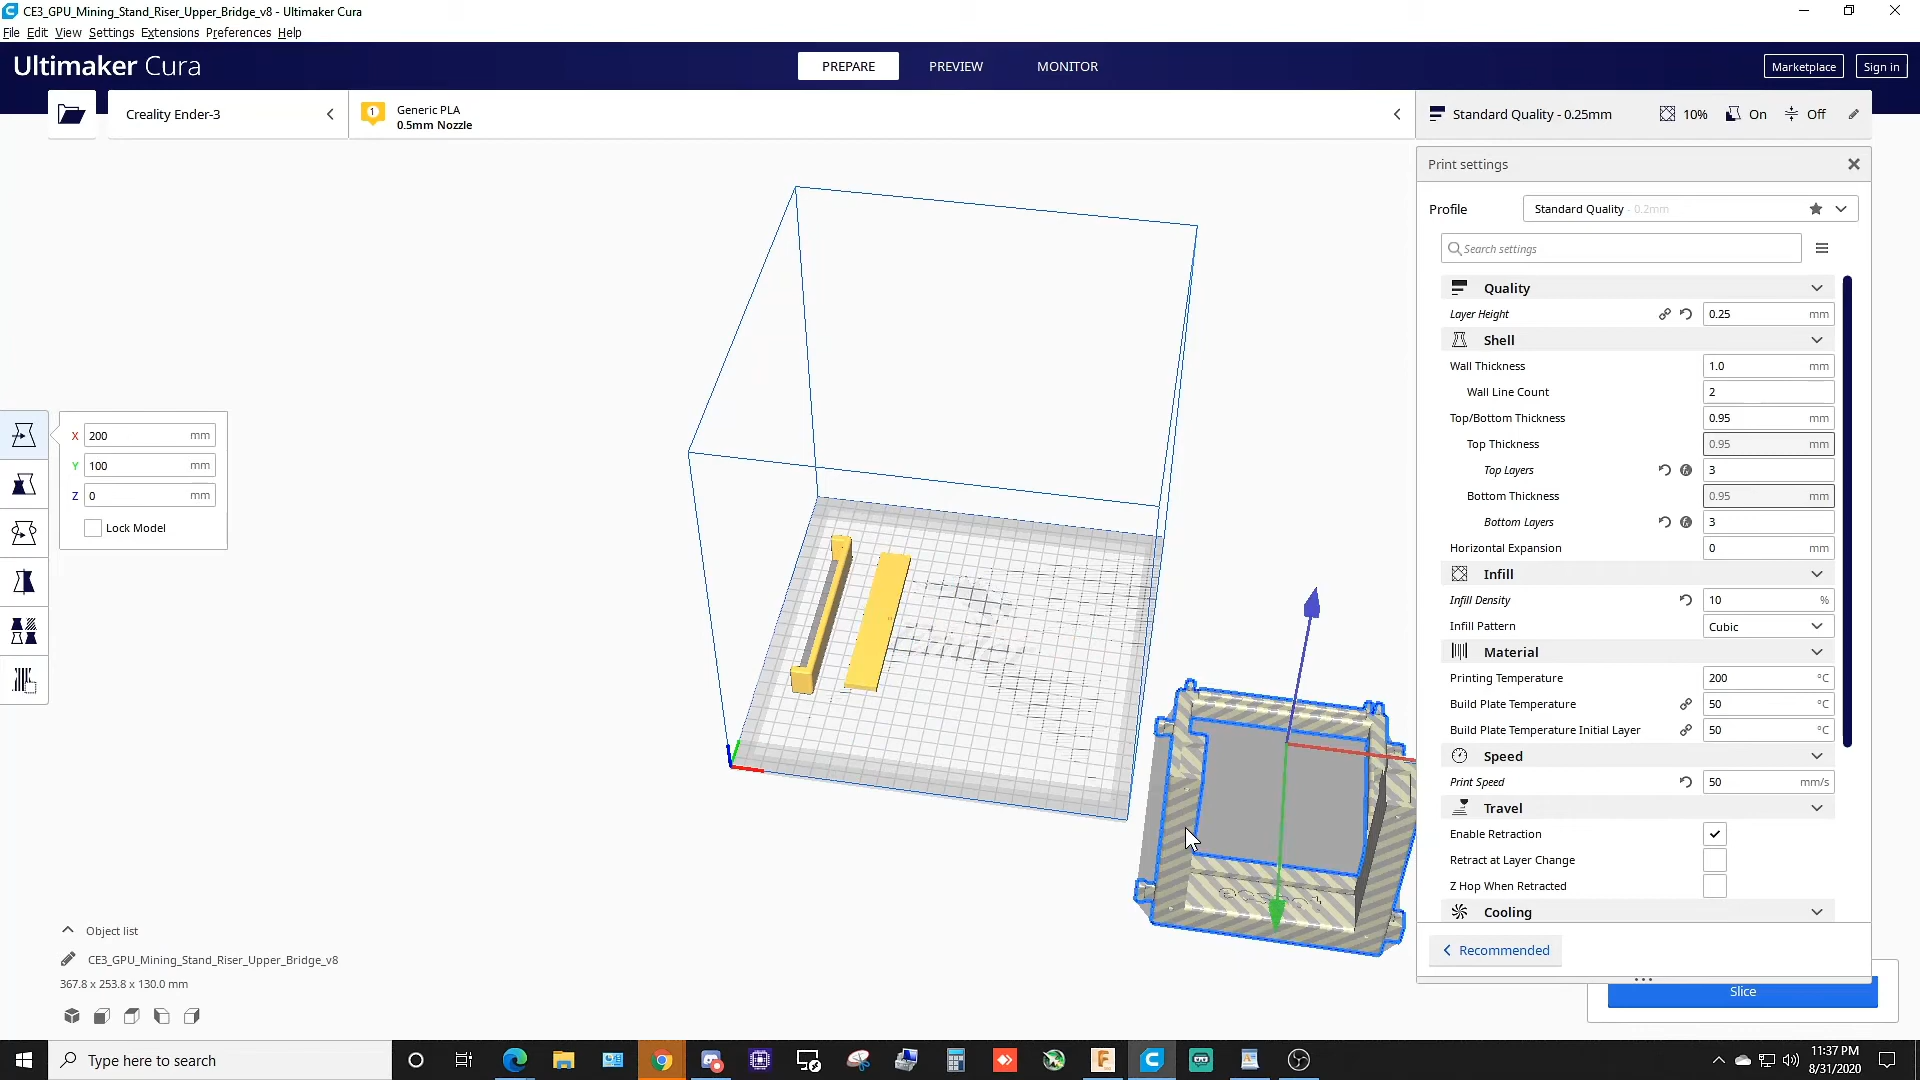 CE3_GPU_Mining_Stand_Riser_Upper_Bridge_v8 - Ultimaker Cura
File Edit View Settings Extensions Preferences Help
Ultimaker Cura
PREPARE
PREVIEW
MONITOR
Marketplace
Sign in
Creality Ender-3
1
Generic PLA
0.5mm Nozzle
Standard Quality - 0.25mm
10%
On
Off
Print settings
Profile
Standard Quality - 0.2mm
Search settings
Quality
Layer Height 0.25 mm
Shell
Wall Thickness 1.0 mm
Wall Line Count 2
Top/Bottom Thickness 0.95 mm
Top Thickness 0.95 mm
Top Layers 3
Bottom Thickness 0.95 mm
Bottom Layers 3
Horizontal Expansion 0 mm
Infill
Infill Density 10 %
Infill Pattern Cubic
Material
Printing Temperature 200 °C
Build Plate Temperature 50 °C
Build Plate Temperature Initial Layer 50 °C
Speed
Print Speed 50 mm/s
Travel
Enable Retraction
Retract at Layer Change
Z Hop When Retracted
Cooling
Recommended
Slice
X 200 mm
Y 100 mm
Z 0 mm
Lock Model
Object list
CE3_GPU_Mining_Stand_Riser_Upper_Bridge_v8
367.8 x 253.8 x 130.0 mm
Type here to search
11:37 PM
8/31/2020